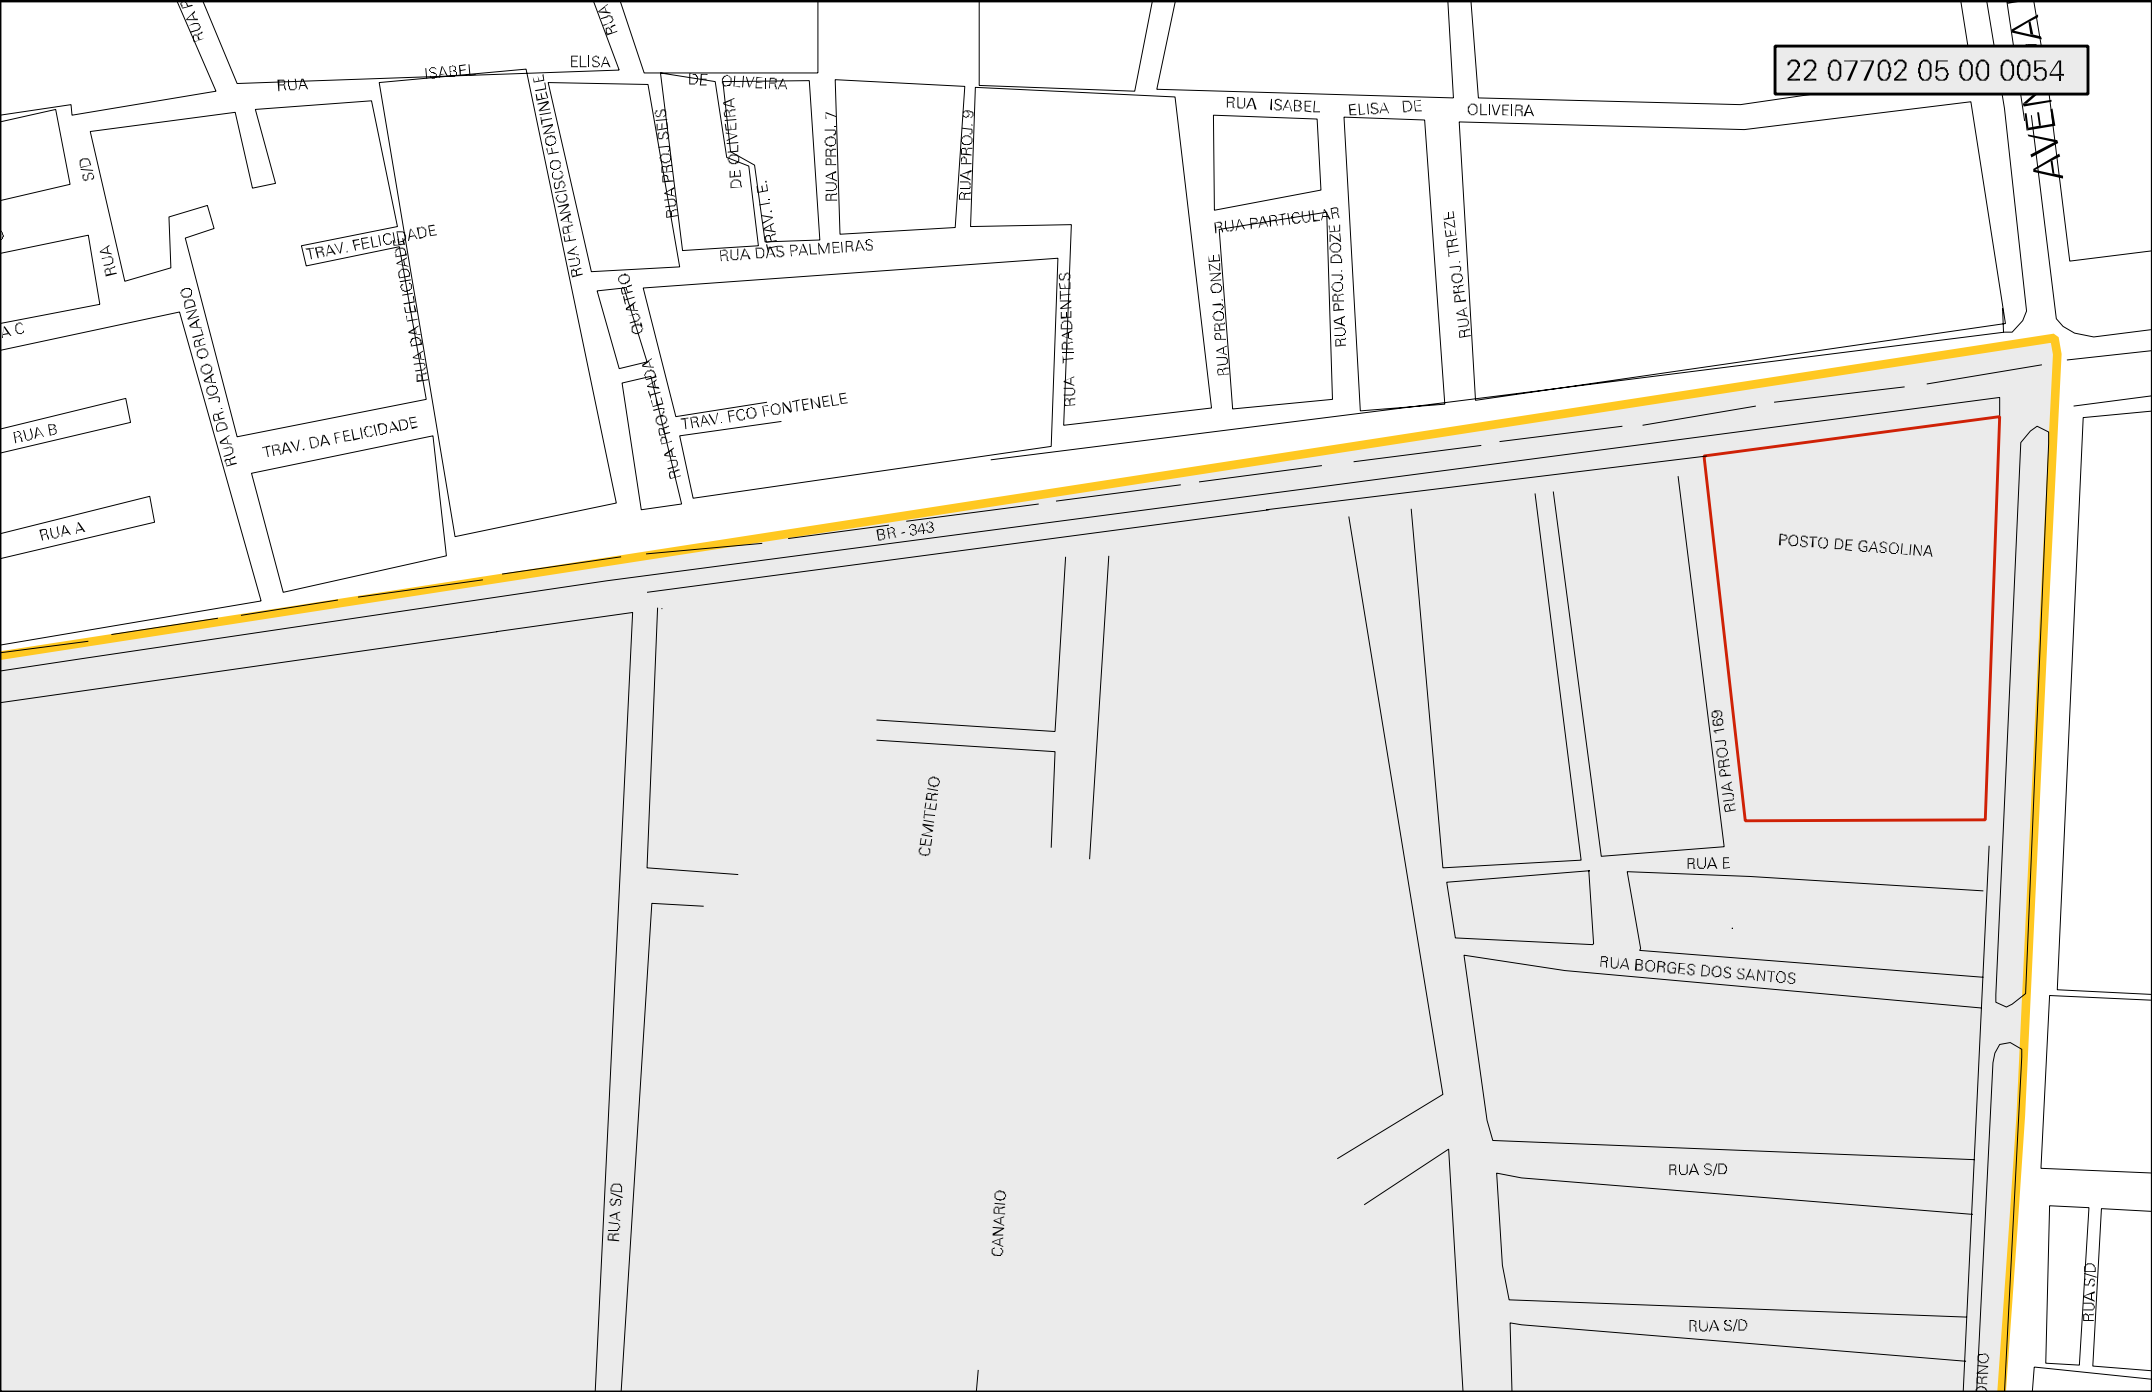 22 07702 05 00 0054
AVENIDA
RUA
RUA
RUA
ISABEL
ELISA
DE OLIVEIRA
RUA ISABEL
ELISA DE
OLIVEIRA
S/D
RUA
RUA FRANCISCO FONTINELE
RUA PROJ SEIS
DE OLIVEIRA
TRAV. I. E.
RUA PROJ. 7
RUA PROJ. 9
RUA PARTICULAR
TRAV. FELICIDADE
RUA DA FELICIDADE
RUA DAS PALMEIRAS
RUA PROJ. ONZE
RUA PROJ. DOZE
RUA PROJ. TREZE
RUA DR. JOAO ORLANDO
QUATRO
RUA PROJETADA
RUA TIRADENTES
A C
TRAV. FCO FONTENELE
TRAV. DA FELICIDADE
RUA B
RUA A
BR - 343
POSTO DE GASOLINA
RUA PROJ 169
CEMITERIO
RUA E
RUA BORGES DOS SANTOS
RUA S/D
RUA S/D
CANARIO
RUA S/D
RUA S/D
ORNO